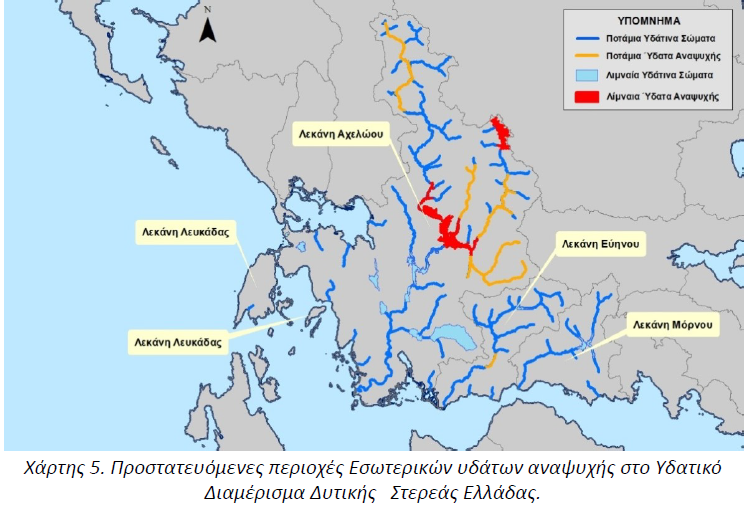 N
ΥΠΟΜΝΗΜΑ
Ποτάμια Υδάτινα Σώματα
Ποτάμια Ύδατα Αναψυχής
Λιμναία Υδάτινα Σώματα
Λίμναια Ύδατα Αναψυχής
Λεκάνη Αχελώου
Λεκάνη Λευκάδας
Λεκάνη Εύηνου
Λεκάνη Μόρνου
Λεκάνη Λευκάδας
Χάρτης 5. Προστατευόμενες περιοχές Εσωτερικών υδάτων αναψυχής στο Υδατικό
Διαμέρισμα Δυτικής Στερεάς Ελλάδας.